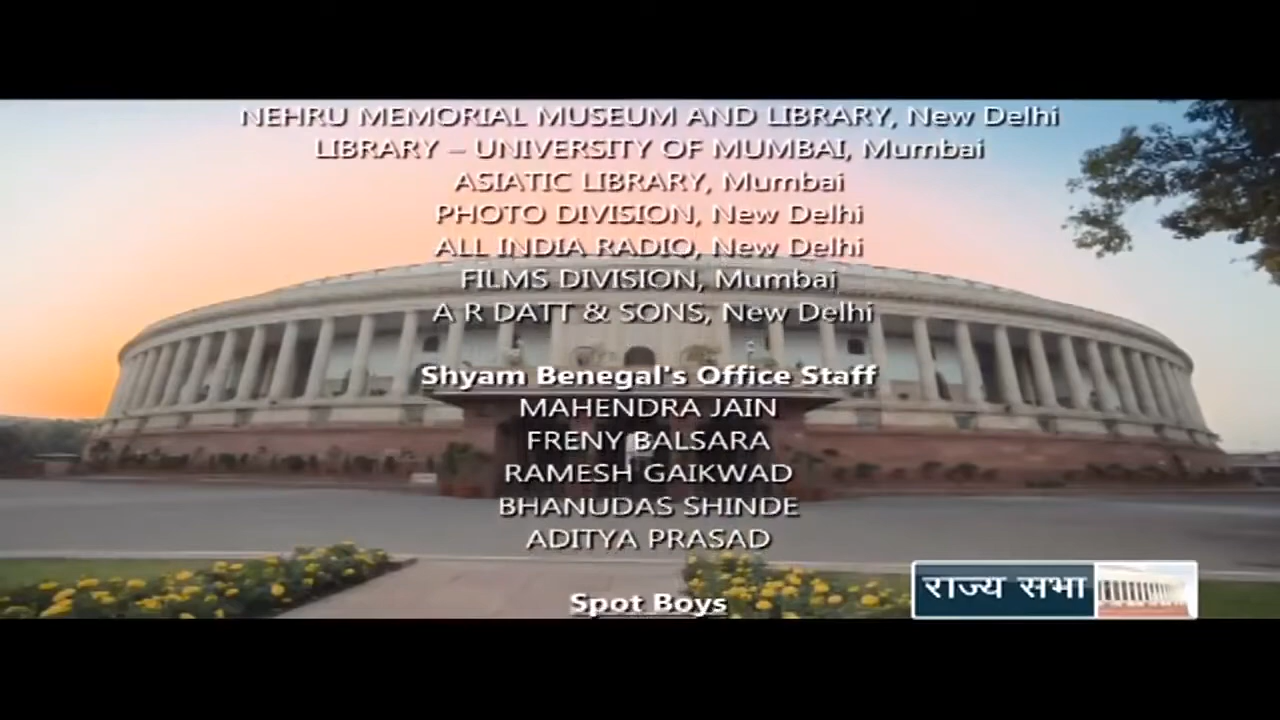 NEHRU MEMORIAL MUSEUM AND LIBRARY, New Delhi
LIBRARY – UNIVERSITY OF MUMBAI, Mumbai
ASIATIC LIBRARY, Mumbai
PHOTO DIVISION, New Delhi
ALL INDIA RADIO, New Delhi
FILMS DIVISION, Mumbai
A R DATT & SONS, New Delhi
Shyam Benegal's Office Staff
MAHENDRA JAIN
FRENY BALSARA
RAMESH GAIKWAD
BHANUDAS SHINDE
ADITYA PRASAD
Spot Boys
राज्य सभा